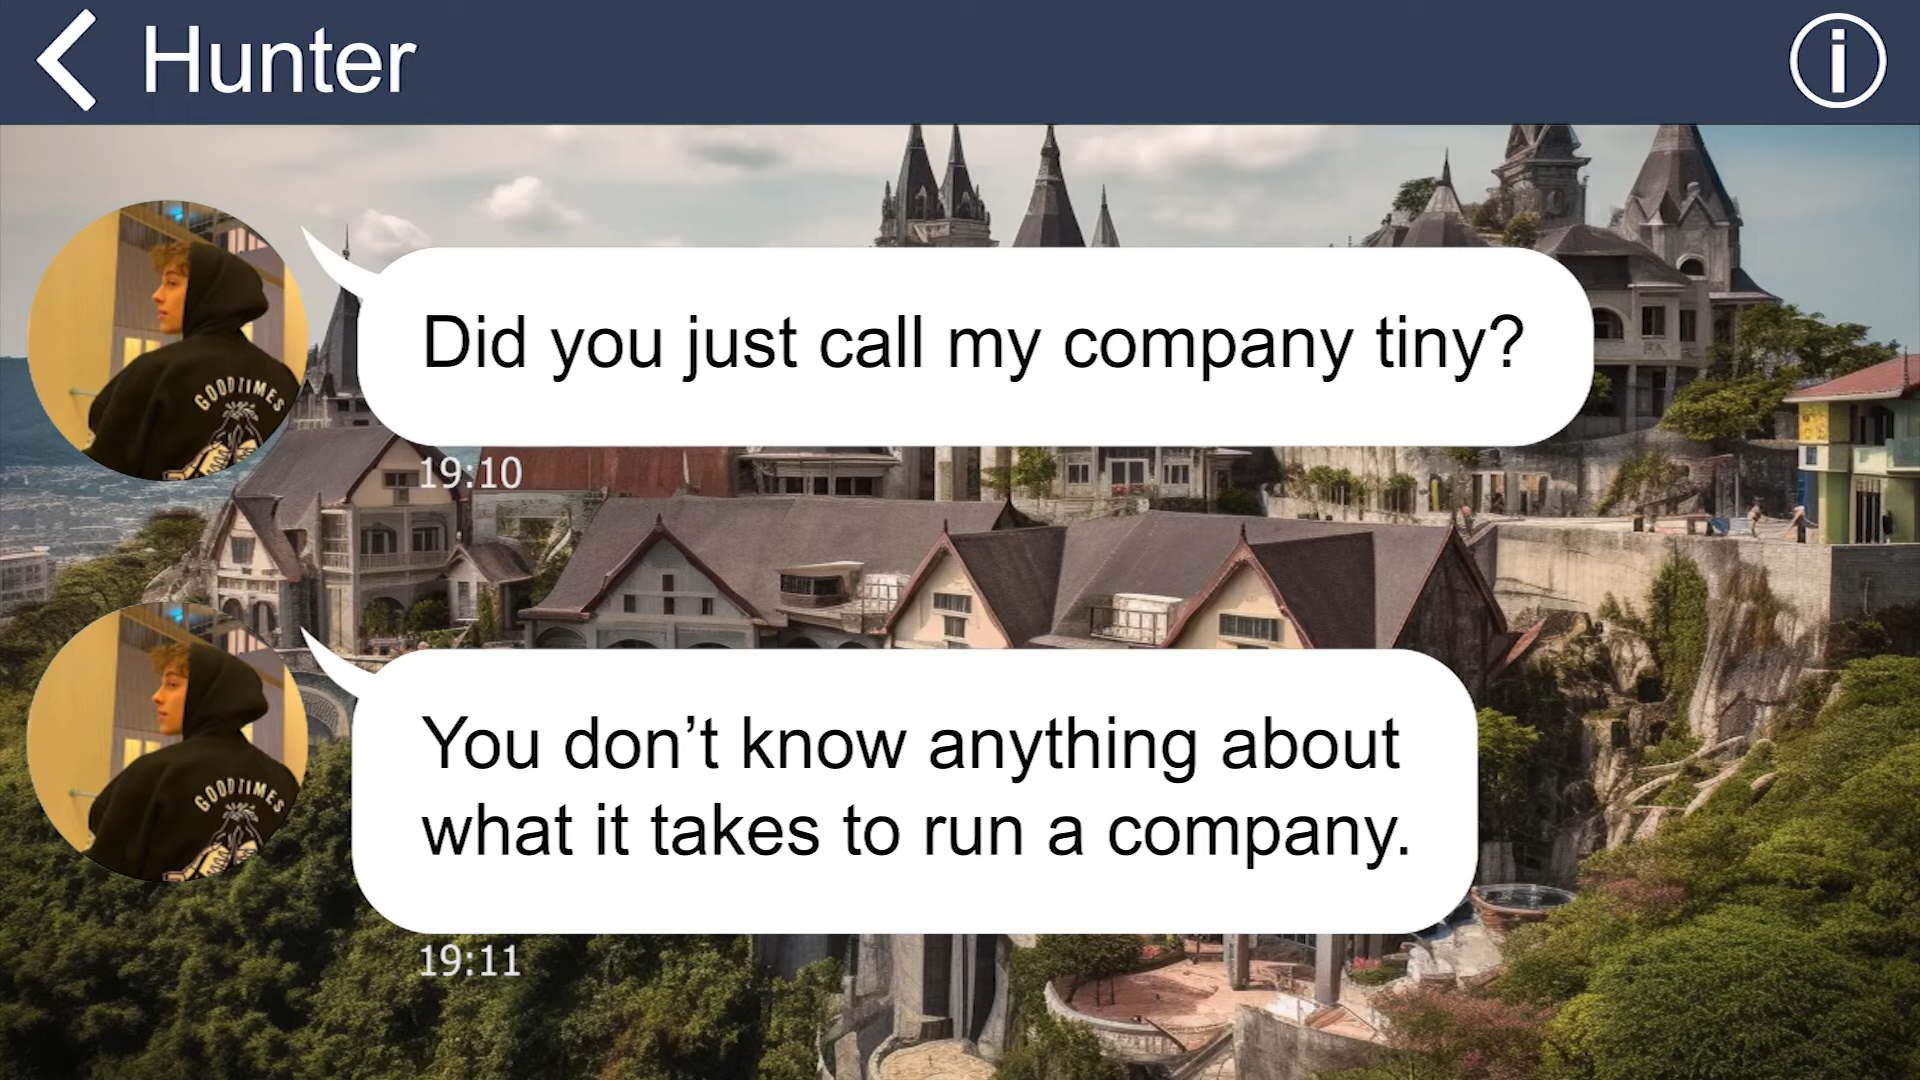 Hunter
Did you just call my company tiny?
GOODTIMES
19:10
You don’t know anything about
what it takes to run a company.
GOODTIMES
19:11